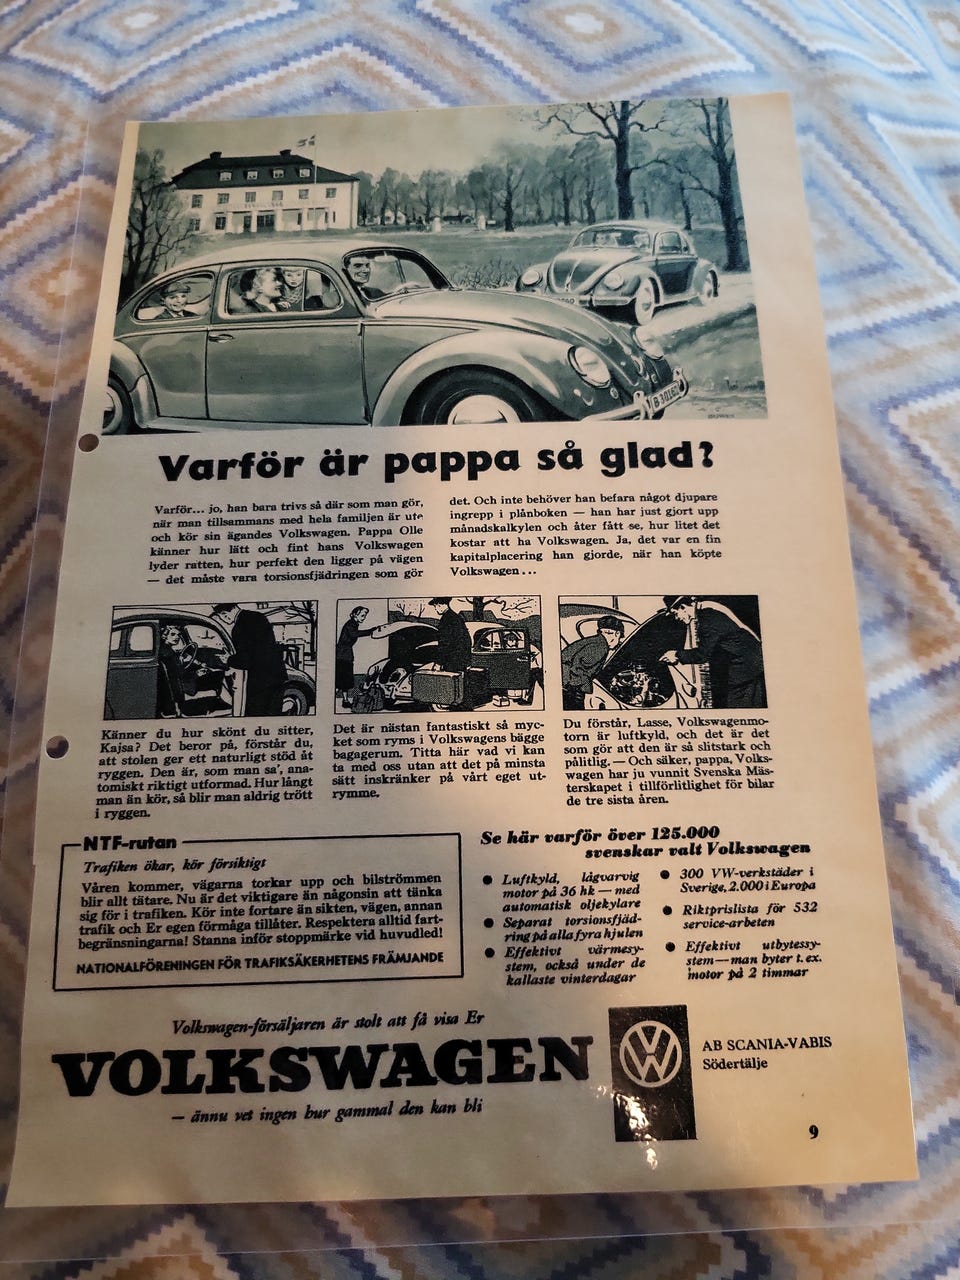 B 30162
Varför är pappa så glad?
Varför... jo, han bara trivs så där som man gör,
när man tillsammans med hela familjen är ute
och kör sin ägandes Volkswagen. Pappa Olle
känner hur lätt och fint hans Volkswagen
lyder ratten, hur perfekt den ligger på vägen
— det måste vara torsionsfjädringen som gör
det. Och inte behöver han befara något djupare
ingrepp i plånboken — han har just gjort upp
månadskalkylen och åter fått se, hur litet det
kostar att ha Volkswagen. Ja, det var en fin
kapitalplacering han gjorde, när han köpte
Volkswagen...
Känner du hur skönt du sitter,
Kajsa? Det beror på, förstår du,
att stolen ger ett naturligt stöd åt
ryggen. Den är, som man sa', ana-
tomiskt riktigt utformad. Hur långt
man än kör, så blir man aldrig trött
i ryggen.
Det är nästan fantastiskt så myc-
ket som ryms i Volkswagens bägge
bagagerum. Titta här vad vi kan
ta med oss utan att det på minsta
sätt inskränker på vårt eget ut-
rymme.
Du förstår, Lasse, Volkswagenmo-
torn är luftkyld, och det är det
som gör att den är så slitstark och
pålitlig. — Och säker, pappa, Volks-
wagen har ju vunnit Svenska Mäs-
terskapet i tillförlitlighet för bilar
de tre sista åren.
NTF-rutan
Trafiken ökar, kör försiktigt
Våren kommer, vägarna torkar upp och bilströmmen
blir allt tätare. Nu är det viktigare än någonsin att tänka
sig för i trafiken. Kör inte fortare än sikten, vägen, annan
trafik och Er egen förmåga tillåter. Respektera alltid fart-
begränsningarna! Stanna inför stoppmärke vid huvudled!
NATIONALFÖRENINGEN FÖR TRAFIKSÄKERHETENS FRÄMJANDE
Se här varför över 125.000
svenskar valt Volkswagen
● Luftkyld, lågvarvig
motor på 36 hk — med
automatisk oljekylare
● Separat torsionsfjäd-
ring på alla fyra hjulen
● Effektivt värmesy-
stem, också under de
kallaste vinterdagar
● 300 VW-verkstäder i
Sverige, 2.000 i Europa
● Riktprislista för 532
service-arbeten
● Effektivt utbytessy-
stem — man byter t. ex.
motor på 2 timmar
Volkswagen-försäljaren är stolt att få visa Er
VOLKSWAGEN
— ännu vet ingen hur gammal den kan bli
VW
AB SCANIA-VABIS
Södertälje
9